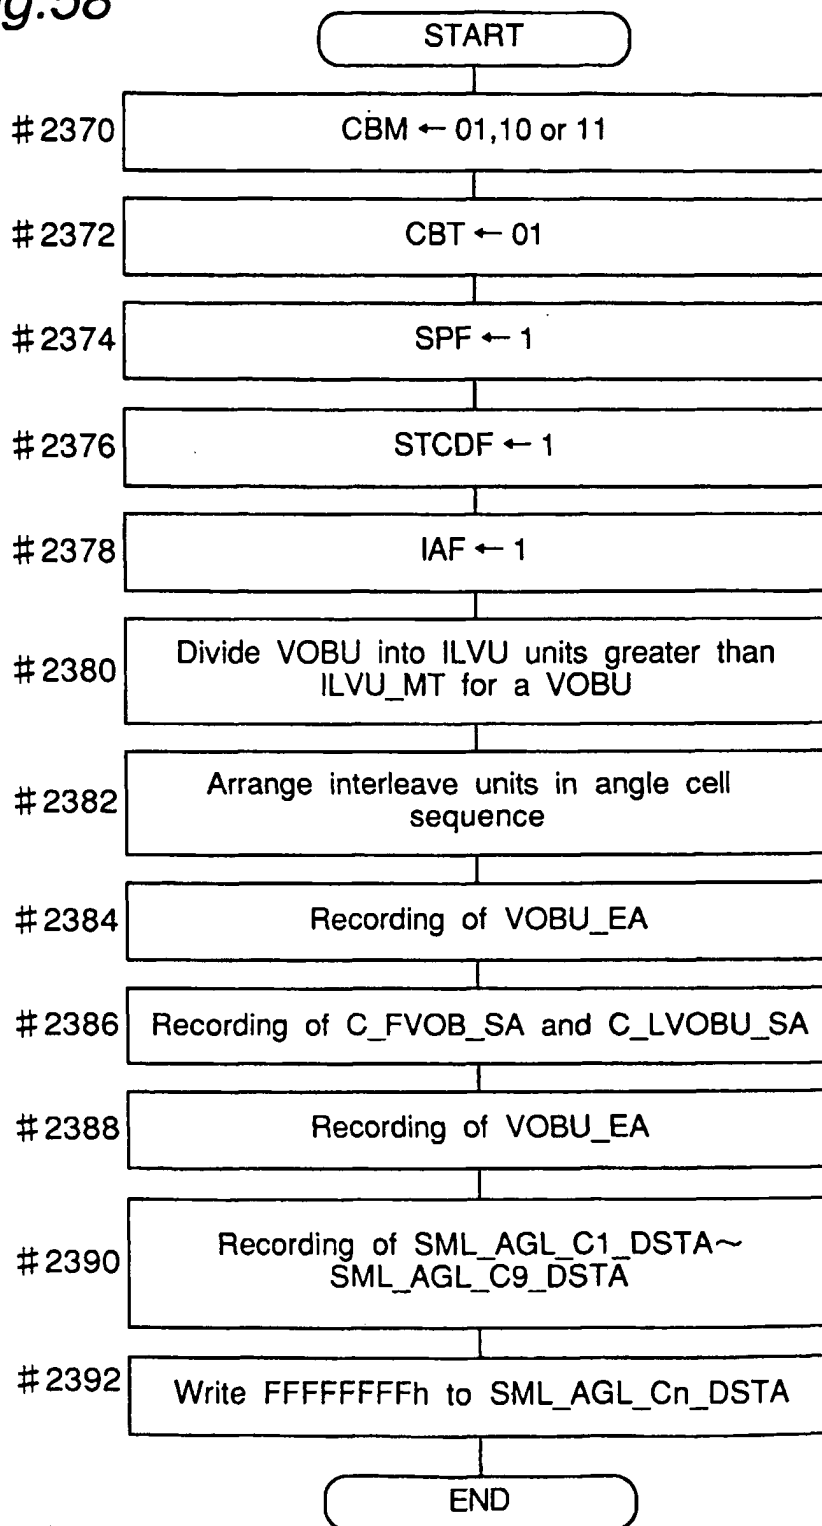 g.58
START
#2370 CBM ← 01,10 or 11
#2372 CBT ← 01
#2374 SPF ← 1
#2376 STCDF ← 1
#2378 IAF ← 1
#2380 Divide VOBU into ILVU units greater than
ILVU_MT for a VOBU
#2382 Arrange interleave units in angle cell
sequence
#2384 Recording of VOBU_EA
#2386 Recording of C_FVOB_SA and C_LVOBU_SA
#2388 Recording of VOBU_EA
#2390 Recording of SML_AGL_C1_DSTA~
SML_AGL_C9_DSTA
#2392 Write FFFFFFFFh to SML_AGL_Cn_DSTA
END